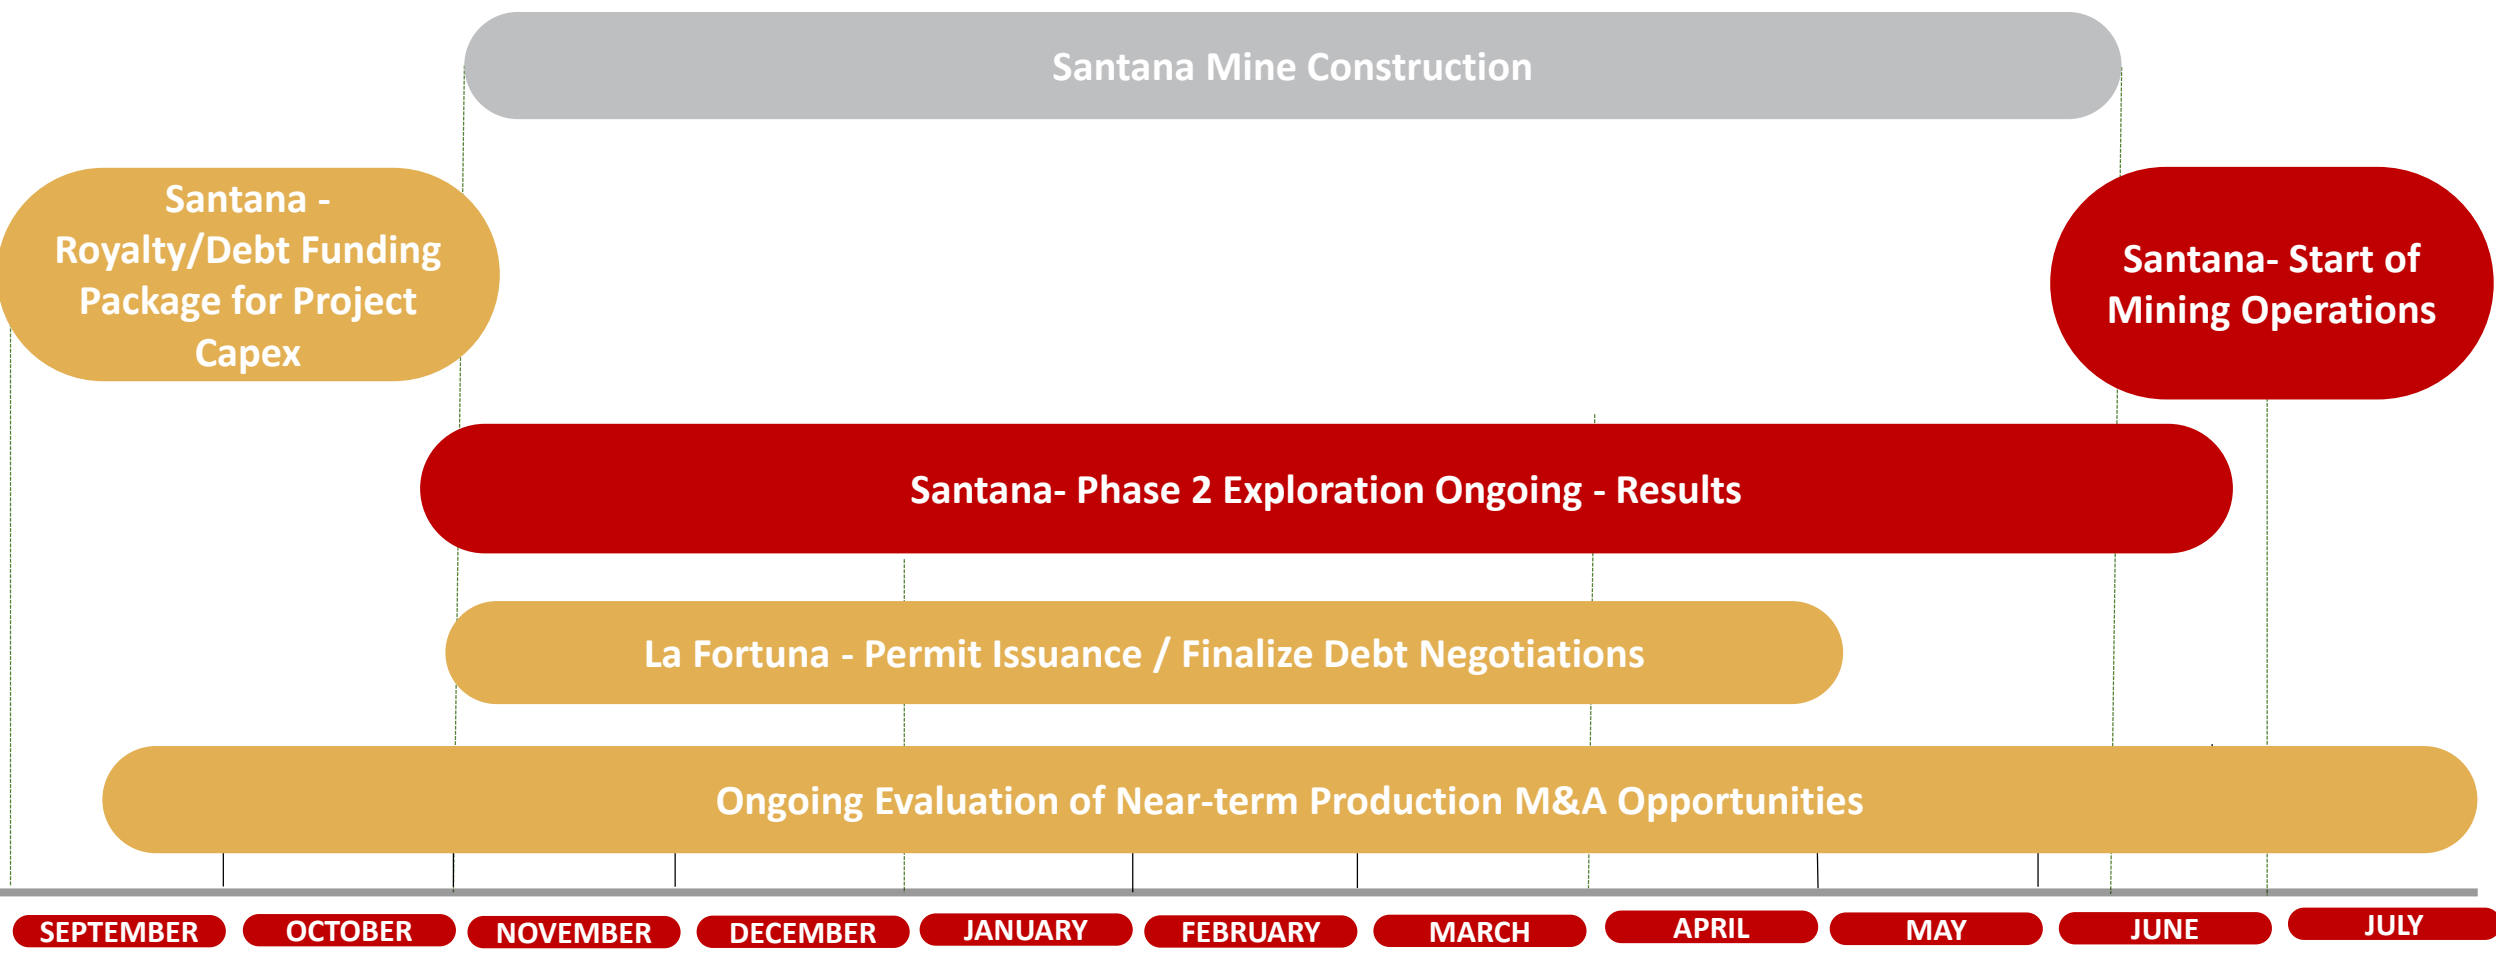 Santana Mine Construction
Santana -
Royalty/Debt Funding
Package for Project
Capex
Santana- Start of
Mining Operations
Santana- Phase 2 Exploration Ongoing - Results
La Fortuna - Permit Issuance / Finalize Debt Negotiations
Ongoing Evaluation of Near-term Production M&A Opportunities
SEPTEMBER
OCTOBER
NOVEMBER
DECEMBER
JANUARY
FEBRUARY
MARCH
APRIL
MAY
JUNE
JULY